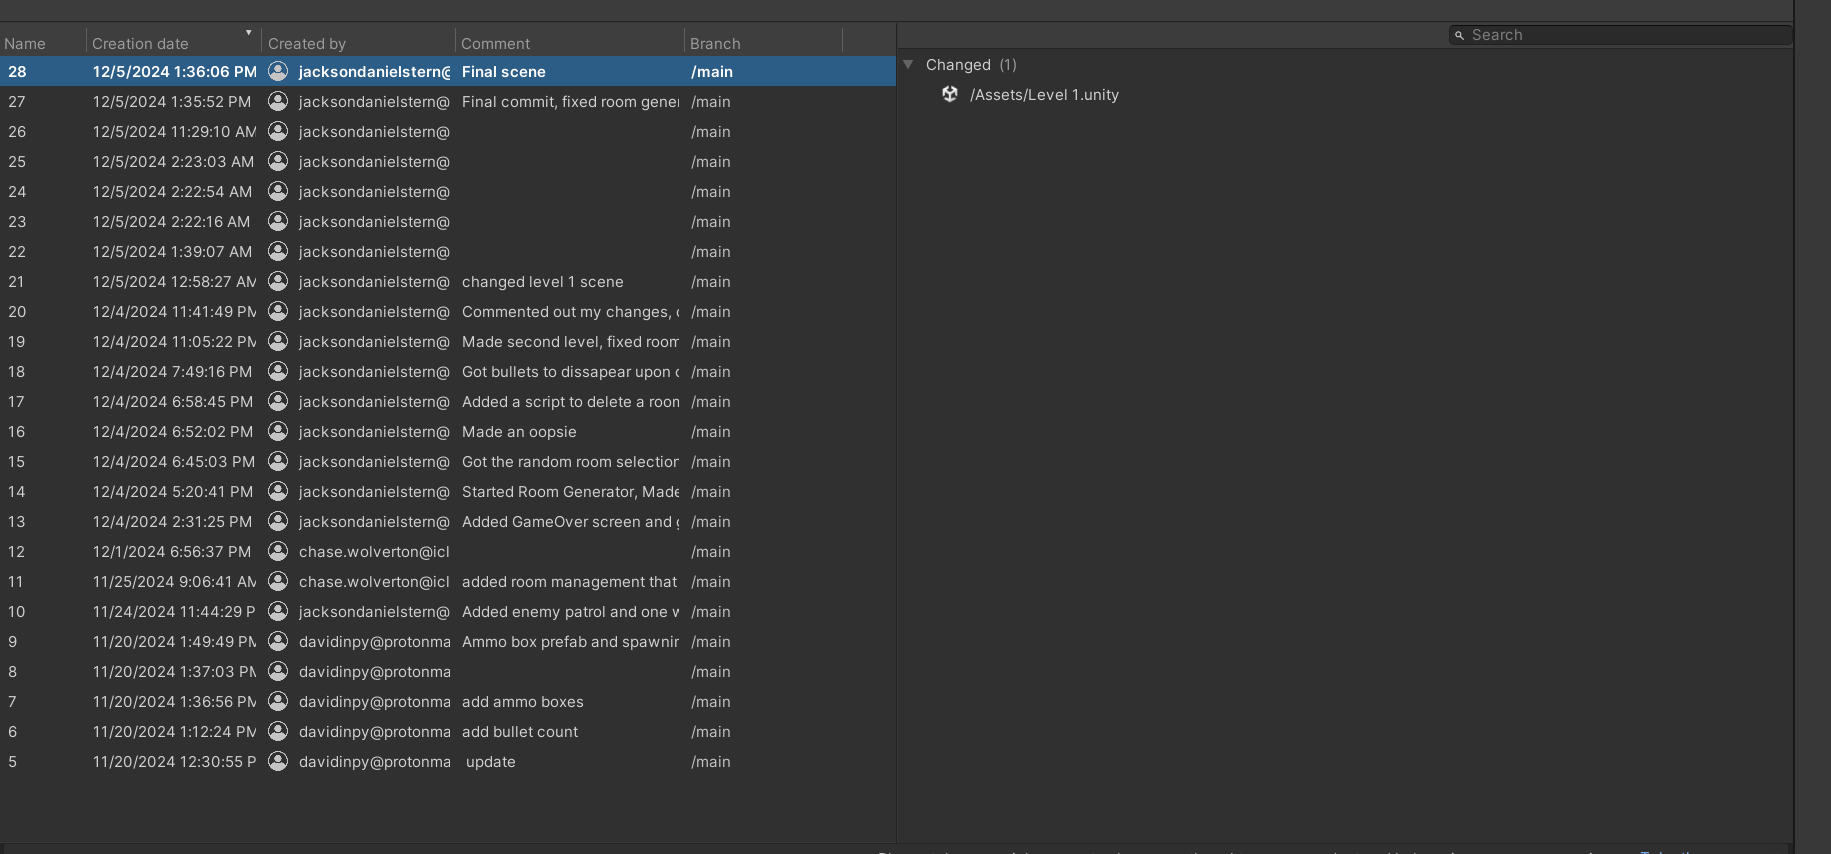 Name Creation date Created by Comment Branch
Search
28 12/5/2024 1:36:06 PM jacksondanielstern@ Final scene /main
Changed (1)
/Assets/Level 1.unity
27 12/5/2024 1:35:52 PM jacksondanielstern@ Final commit, fixed room gener /main
26 12/5/2024 11:29:10 AM jacksondanielstern@ /main
25 12/5/2024 2:23:03 AM jacksondanielstern@ /main
24 12/5/2024 2:22:54 AM jacksondanielstern@ /main
23 12/5/2024 2:22:16 AM jacksondanielstern@ /main
22 12/5/2024 1:39:07 AM jacksondanielstern@ /main
21 12/5/2024 12:58:27 AM jacksondanielstern@ changed level 1 scene /main
20 12/4/2024 11:41:49 PM jacksondanielstern@ Commented out my changes, /main
19 12/4/2024 11:05:22 PM jacksondanielstern@ Made second level, fixed room /main
18 12/4/2024 7:49:16 PM jacksondanielstern@ Got bullets to dissapear upon /main
17 12/4/2024 6:58:45 PM jacksondanielstern@ Added a script to delete a room /main
16 12/4/2024 6:52:02 PM jacksondanielstern@ Made an oopsie /main
15 12/4/2024 6:45:03 PM jacksondanielstern@ Got the random room selection /main
14 12/4/2024 5:20:41 PM jacksondanielstern@ Started Room Generator, Made /main
13 12/4/2024 2:31:25 PM jacksondanielstern@ Added GameOver screen and /main
12 12/1/2024 6:56:37 PM chase.wolverton@icl /main
11 11/25/2024 9:06:41 AM chase.wolverton@icl added room management that /main
10 11/24/2024 11:44:29 P jacksondanielstern@ Added enemy patrol and one w /main
9 11/20/2024 1:49:49 PM davidinpy@protonma Ammo box prefab and spawnin /main
8 11/20/2024 1:37:03 PM davidinpy@protonma /main
7 11/20/2024 1:36:56 PM davidinpy@protonma add ammo boxes /main
6 11/20/2024 1:12:24 PM davidinpy@protonma add bullet count /main
5 11/20/2024 12:30:55 P davidinpy@protonma update /main